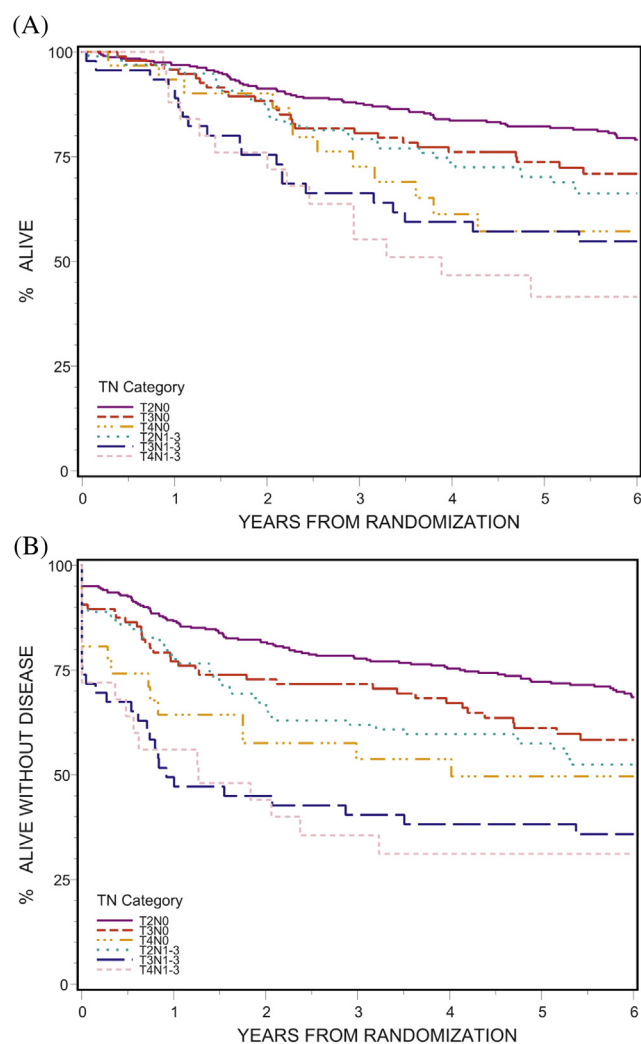 (A)
100
75
50
25
0
% ALIVE
TN Category
T2N0
T3N0
T4N0
T2N1-3
T3N1-3
T4N1-3
0 1 2 3 4 5 6
YEARS FROM RANDOMIZATION
(B)
100
75
50
25
0
% ALIVE WITHOUT DISEASE
TN Category
T2N0
T3N0
T4N0
T2N1-3
T3N1-3
T4N1-3
0 1 2 3 4 5 6
YEARS FROM RANDOMIZATION